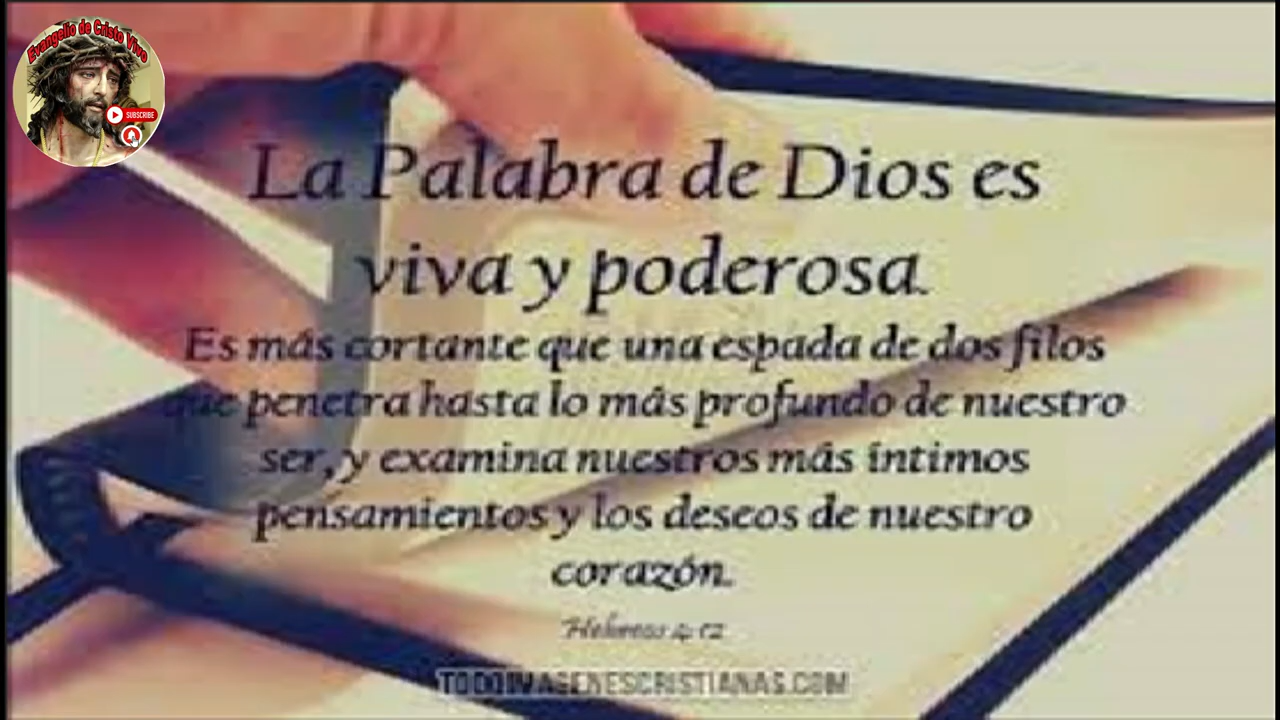 Evangelio de Cristo Vivo
SUBSCRIBE
La Palabra de Dios es
viva y poderosa.
Es más cortante que una espada de dos filos
que penetra hasta lo más profundo de nuestro
ser, y examina nuestros más íntimos
pensamientos y los deseos de nuestro
corazón.
Hebreos 4:12
TODOIMAGENESCRISTIANAS.COM